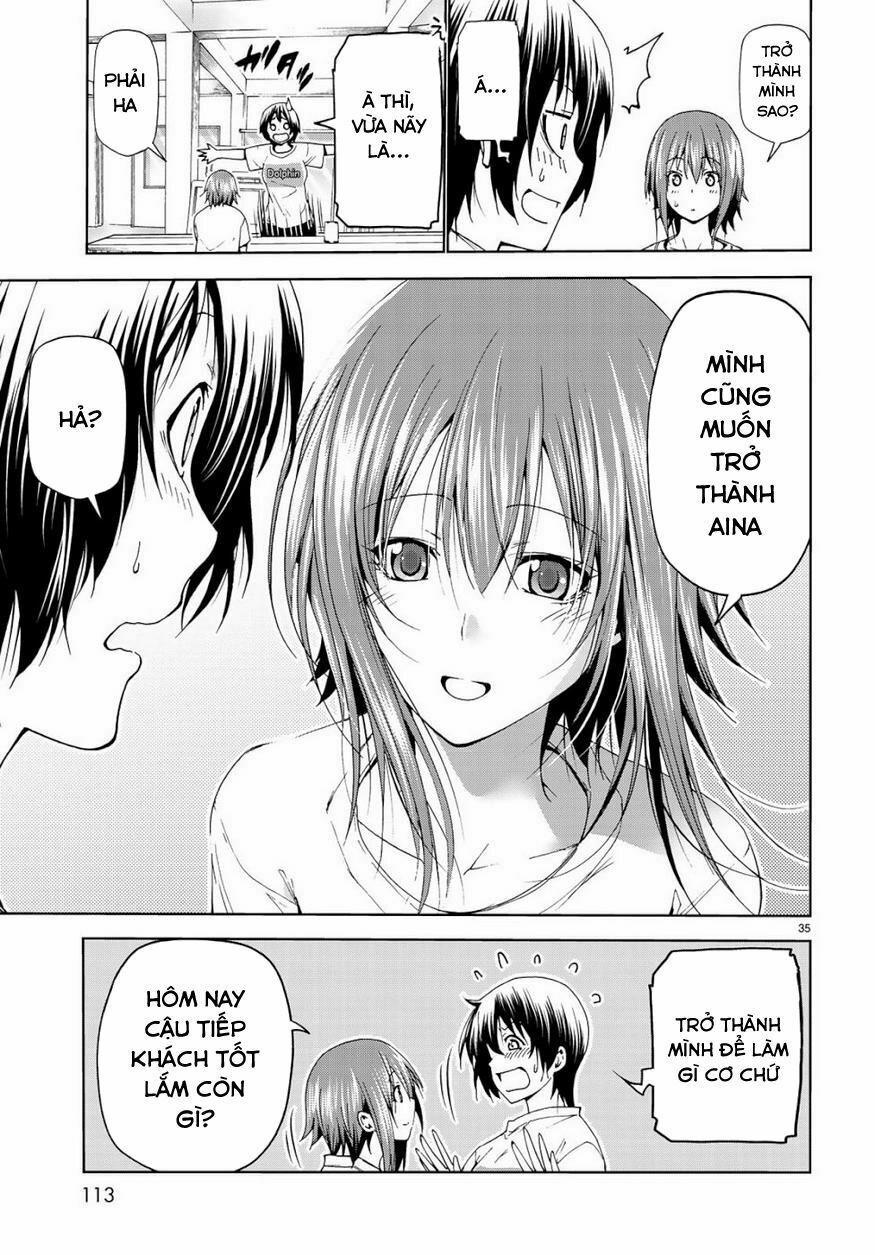 TRỞ
THÀNH
MÌNH
SAO?
Á...
À THÌ,
VỪA NÃY
LÀ...
PHẢI
HA
Dolphin
MÌNH
CŨNG
MUỐN
TRỞ
THÀNH
AINA
HẢ?
35
TRỞ THÀNH
MÌNH ĐỂ LÀM
GÌ CƠ CHỨ
HÔM NAY
CẬU TIẾP
KHÁCH TỐT
LẮM CÒN
GÌ?
113